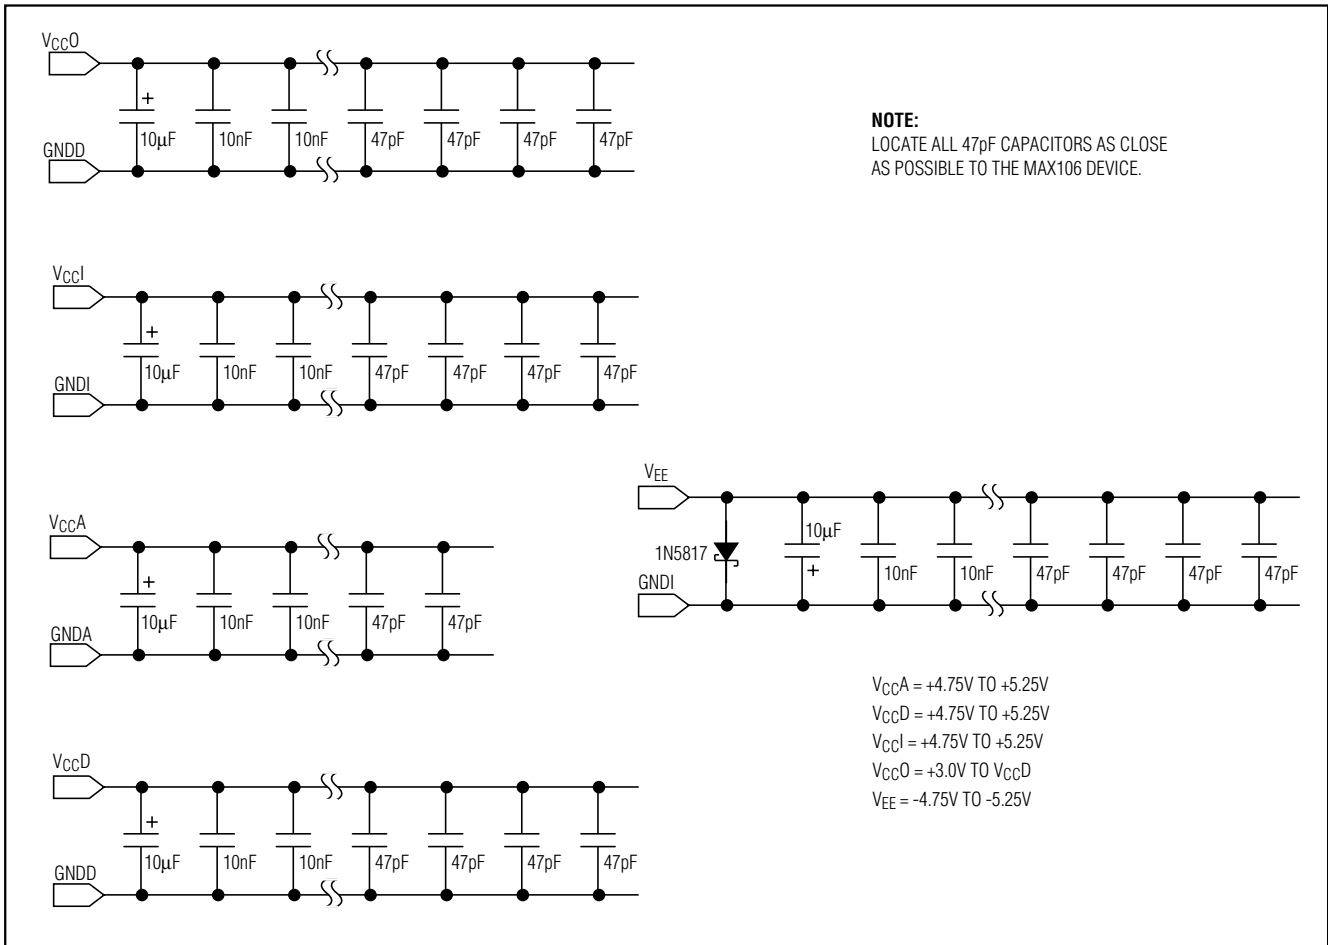 VCCO
+
10μF 10nF 10nF 47pF 47pF 47pF 47pF
GNDD
NOTE:
LOCATE ALL 47pF CAPACITORS AS CLOSE
AS POSSIBLE TO THE MAX106 DEVICE.
VCCI
+
10μF 10nF 10nF 47pF 47pF 47pF 47pF
GNDI
VCCA
+
10μF 10nF 10nF 47pF 47pF
GNDA
VEE
10μF
1N5817
+
10nF 10nF 47pF 47pF 47pF 47pF
GNDI
VCCD
+
10μF 10nF 10nF 47pF 47pF 47pF 47pF
GNDD
VCCA = +4.75V TO +5.25V
VCCD = +4.75V TO +5.25V
VCCI = +4.75V TO +5.25V
VCCO = +3.0V TO VCCD
VEE = -4.75V TO -5.25V